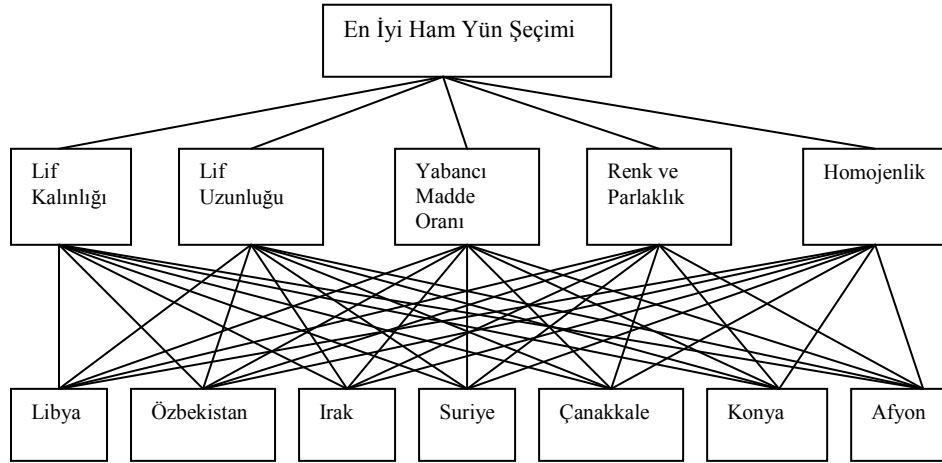 En İyi Ham Yün Şeçimi
Lif
Kalınlığı
Lif
Uzunluğu
Yabancı
Madde
Oranı
Renk ve
Parlaklık
Homojenlik
Libya
Özbekistan
Irak
Suriye
Çanakkale
Konya
Afyon